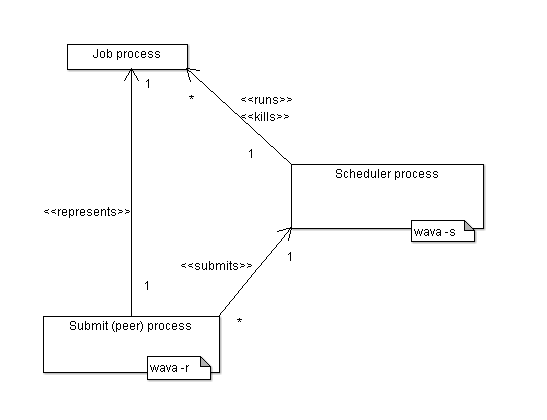 Job process
1
*
<<runs>>
<<kills>>
1
Scheduler process
wava -s
<<represents>>
<<submits>>
1
1
*
Submit (peer) process
wava -r